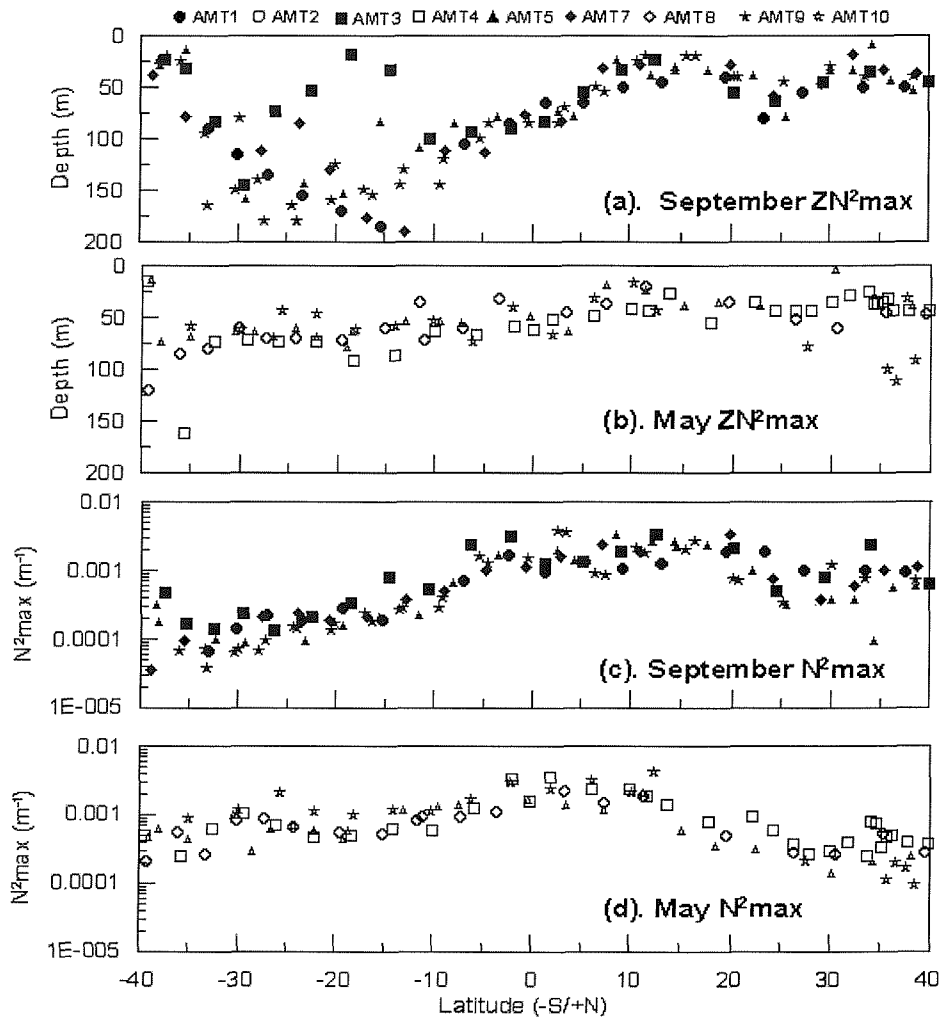 AMT1 AMT2 AMT3 AMT4 AMT5 AMT7 AMT8 AMT9 AMT10
0
50
100
150
200
Depth (m)
(a). September ZN²max
0
50
100
150
200
Depth (m)
(b). May ZN²max
0.01
0.001
0.0001
1E-005
N²max (m⁻¹)
(c). September N²max
0.01
0.001
0.0001
1E-005
N²max (m⁻¹)
(d). May N²max
-40 -30 -20 -10 0 10 20 30 40
Latitude (-S/+N)